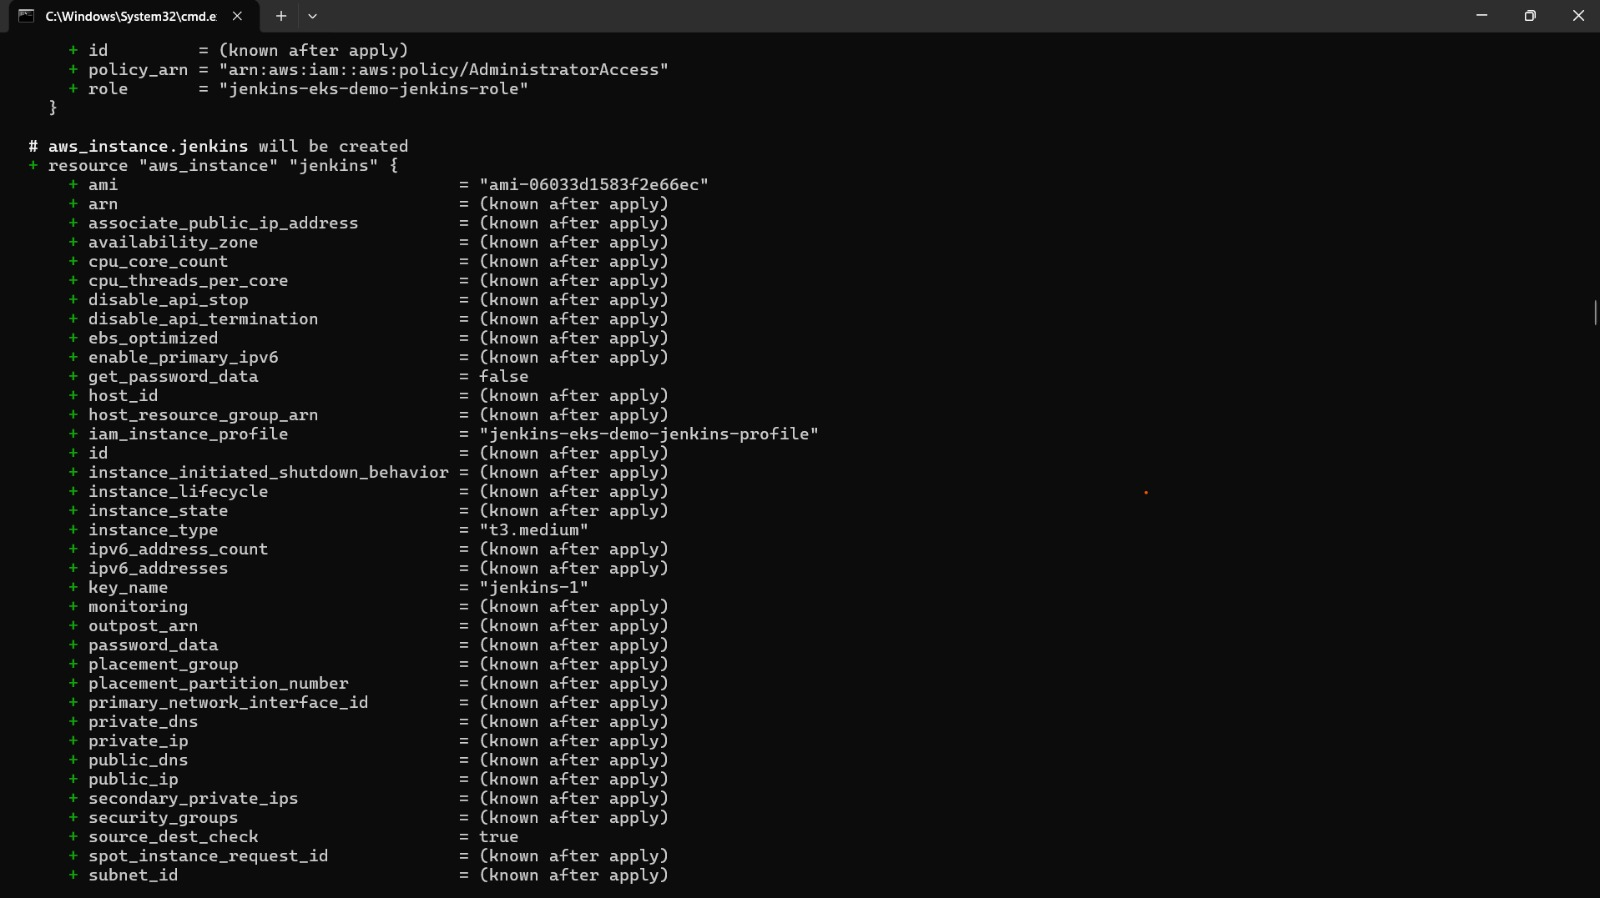 C:\Windows\System32\cmd.e
+ id         = (known after apply)
+ policy_arn = "arn:aws:iam::aws:policy/AdministratorAccess"
+ role       = "jenkins-eks-demo-jenkins-role"
}
# aws_instance.jenkins will be created
+ resource "aws_instance" "jenkins" {
+ ami                                  = "ami-06033d1583f2e66ec"
+ arn                                  = (known after apply)
+ associate_public_ip_address          = (known after apply)
+ availability_zone                    = (known after apply)
+ cpu_core_count                       = (known after apply)
+ cpu_threads_per_core                 = (known after apply)
+ disable_api_stop                     = (known after apply)
+ disable_api_termination              = (known after apply)
+ ebs_optimized                        = (known after apply)
+ enable_primary_ipv6                  = (known after apply)
+ get_password_data                    = false
+ host_id                              = (known after apply)
+ host_resource_group_arn              = (known after apply)
+ iam_instance_profile                 = "jenkins-eks-demo-jenkins-profile"
+ id                                   = (known after apply)
+ instance_initiated_shutdown_behavior = (known after apply)
+ instance_lifecycle                   = (known after apply)
+ instance_state                       = (known after apply)
+ instance_type                        = "t3.medium"
+ ipv6_address_count                   = (known after apply)
+ ipv6_addresses                       = (known after apply)
+ key_name                             = "jenkins-1"
+ monitoring                           = (known after apply)
+ outpost_arn                          = (known after apply)
+ password_data                        = (known after apply)
+ placement_group                      = (known after apply)
+ placement_partition_number           = (known after apply)
+ primary_network_interface_id         = (known after apply)
+ private_dns                          = (known after apply)
+ private_ip                           = (known after apply)
+ public_dns                           = (known after apply)
+ public_ip                            = (known after apply)
+ secondary_private_ips                = (known after apply)
+ security_groups                      = (known after apply)
+ source_dest_check                    = true
+ spot_instance_request_id             = (known after apply)
+ subnet_id                            = (known after apply)